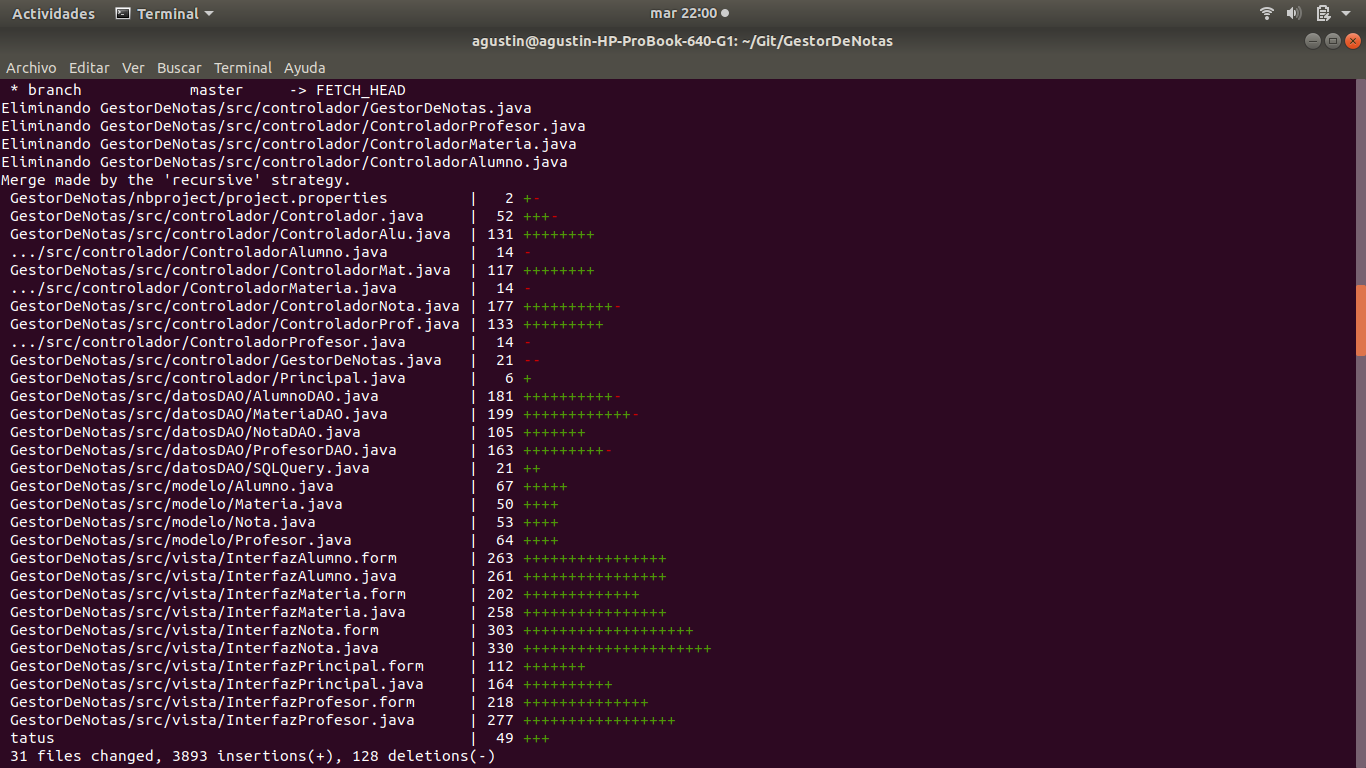 Actividades Terminal mar 22:00
agustin@agustin-HP-ProBook-640-G1: ~/Git/GestorDeNotas
Archivo Editar Ver Buscar Terminal Ayuda
 * branch            master     -> FETCH_HEAD
Eliminando GestorDeNotas/src/controlador/GestorDeNotas.java
Eliminando GestorDeNotas/src/controlador/ControladorProfesor.java
Eliminando GestorDeNotas/src/controlador/ControladorMateria.java
Eliminando GestorDeNotas/src/controlador/ControladorAlumno.java
Merge made by the 'recursive' strategy.
 GestorDeNotas/nbproject/project.properties         |   2 +-
 GestorDeNotas/src/controlador/Controlador.java     |  52 +++-
 GestorDeNotas/src/controlador/ControladorAlu.java  | 131 ++++++++
 .../src/controlador/ControladorAlumno.java         |  14 -
 GestorDeNotas/src/controlador/ControladorMat.java  | 117 ++++++++
 .../src/controlador/ControladorMateria.java        |  14 -
 GestorDeNotas/src/controlador/ControladorNota.java | 177 ++++++++++-
 GestorDeNotas/src/controlador/ControladorProf.java | 133 +++++++++
 .../src/controlador/ControladorProfesor.java       |  14 -
 GestorDeNotas/src/controlador/GestorDeNotas.java   |  21 --
 GestorDeNotas/src/controlador/Principal.java       |   6 +
 GestorDeNotas/src/datosDAO/AlumnoDAO.java          | 181 ++++++++++-
 GestorDeNotas/src/datosDAO/MateriaDAO.java         | 199 ++++++++++++-
 GestorDeNotas/src/datosDAO/NotaDAO.java            | 105 +++++++
 GestorDeNotas/src/datosDAO/ProfesorDAO.java        | 163 +++++++++-
 GestorDeNotas/src/datosDAO/SQLQuery.java           |  21 ++
 GestorDeNotas/src/modelo/Alumno.java               |  67 +++++
 GestorDeNotas/src/modelo/Materia.java              |  50 ++++
 GestorDeNotas/src/modelo/Nota.java                 |  53 ++++
 GestorDeNotas/src/modelo/Profesor.java             |  64 ++++
 GestorDeNotas/src/vista/InterfazAlumno.form        | 263 ++++++++++++++++
 GestorDeNotas/src/vista/InterfazAlumno.java        | 261 ++++++++++++++++
 GestorDeNotas/src/vista/InterfazMateria.form       | 202 +++++++++++++
 GestorDeNotas/src/vista/InterfazMateria.java       | 258 ++++++++++++++++
 GestorDeNotas/src/vista/InterfazNota.form          | 303 +++++++++++++++++++
 GestorDeNotas/src/vista/InterfazNota.java          | 330 +++++++++++++++++++++
 GestorDeNotas/src/vista/InterfazPrincipal.form     | 112 +++++++
 GestorDeNotas/src/vista/InterfazPrincipal.java     | 164 ++++++++++
 GestorDeNotas/src/vista/InterfazProfesor.form      | 218 ++++++++++++++
 GestorDeNotas/src/vista/InterfazProfesor.java      | 277 +++++++++++++++++
 tatus                                              |  49 +++
 31 files changed, 3893 insertions(+), 128 deletions(-)